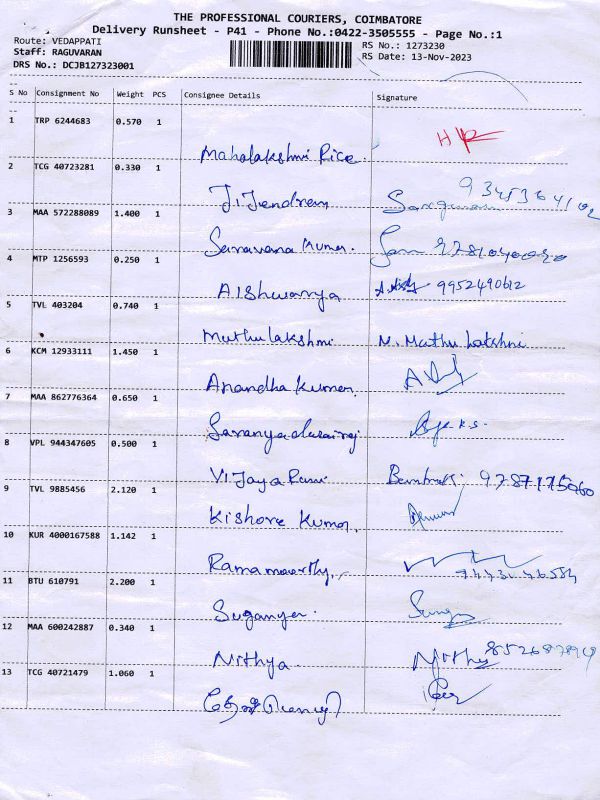 THE PROFESSIONAL COURIERS, COIMBATORE
Delivery Runsheet - P41 - Phone No.:0422-3505555 - Page No.:1
Route: VEDAPPATI
RS No.: 1273230
Staff: RAGUVARAN
RS Date: 13-Nov-2023
DRS No.: DCJB127323001
S No Consignment No Weight PCS Consignee Details Signature
1 TRP 6244683 0.570 1
Mahalakshmi Rice.
2 TCG 40723281 0.330 1
3 MAA 572288089 1.400 1
Saravana Kumar.
4 MTP 1256593 0.250 1
AIShwarya 9952490612
5 TVL 403204 0.740 1
Muthulakshmi M. Muthu lakshmi
6 KCM 12933111 1.450 1
Anandha Kumar.
7 MAA 862776364 0.650 1
8 VPL 944347605 0.500 1
VIJaya Rani
9 TVL 9885456 2.120 1
Kishore Kumar.
10 KUR 4000167588 1.142 1
Ramamoorthy.
11 BTU 610791 2.200 1
Suganya.
12 MAA 600242887 0.340 1
Nithya Nithy
13 TCG 40721479 1.060 1